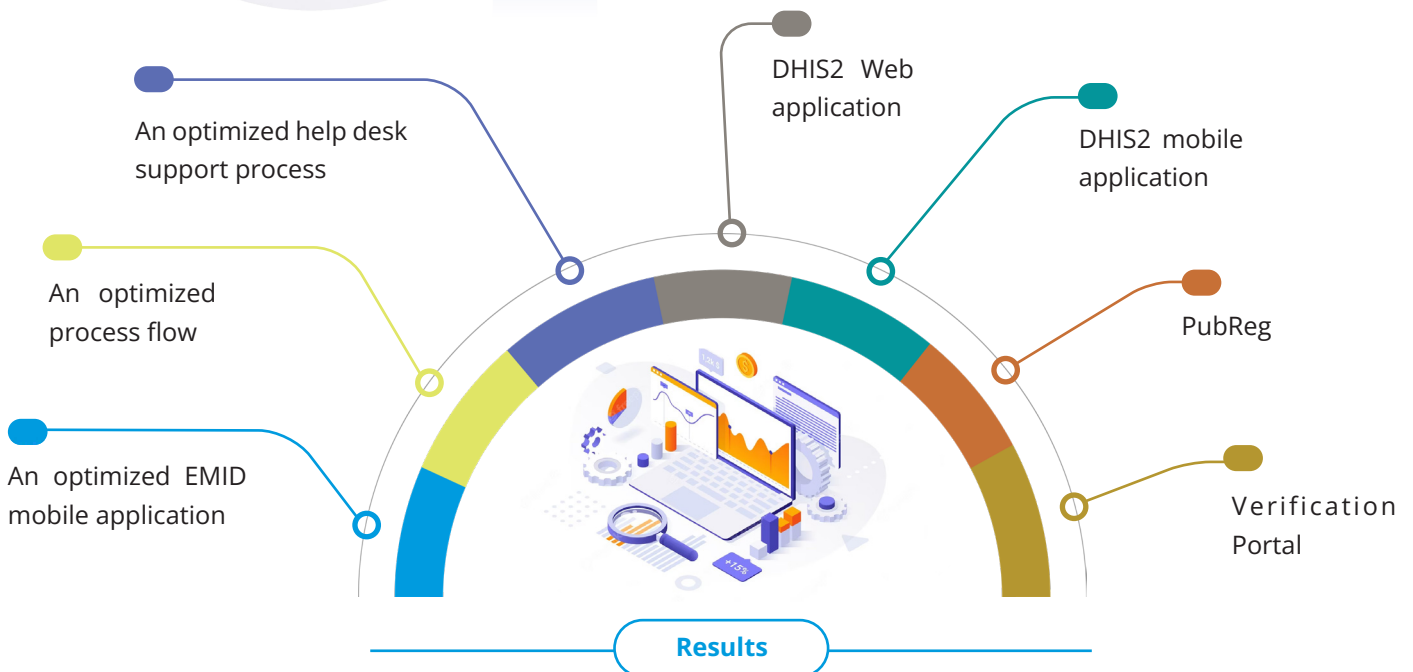 An optimized EMID
mobile application
An optimized
process flow
An optimized help desk
support process
DHIS2 Web
application
DHIS2 mobile
application
PubReg
Verification
Portal
+15%
Results